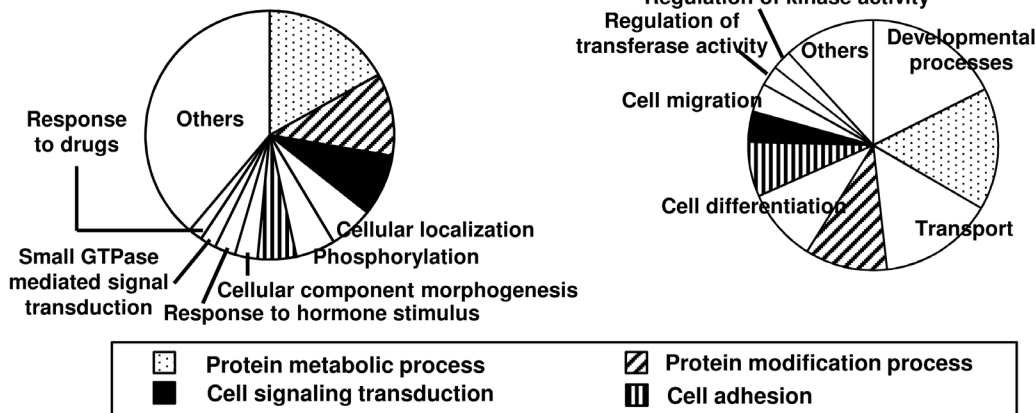 Regulation of kinase activity
Regulation of
transferase activity
Others
Developmental
processes
Others
Response
to drugs
Cell migration
Cell differentiation
Transport
Cellular localization
Phosphorylation
Small GTPase
mediated signal
transduction
Cellular component morphogenesis
Response to hormone stimulus
Protein metabolic process
Protein modification process
Cell signaling transduction
Cell adhesion